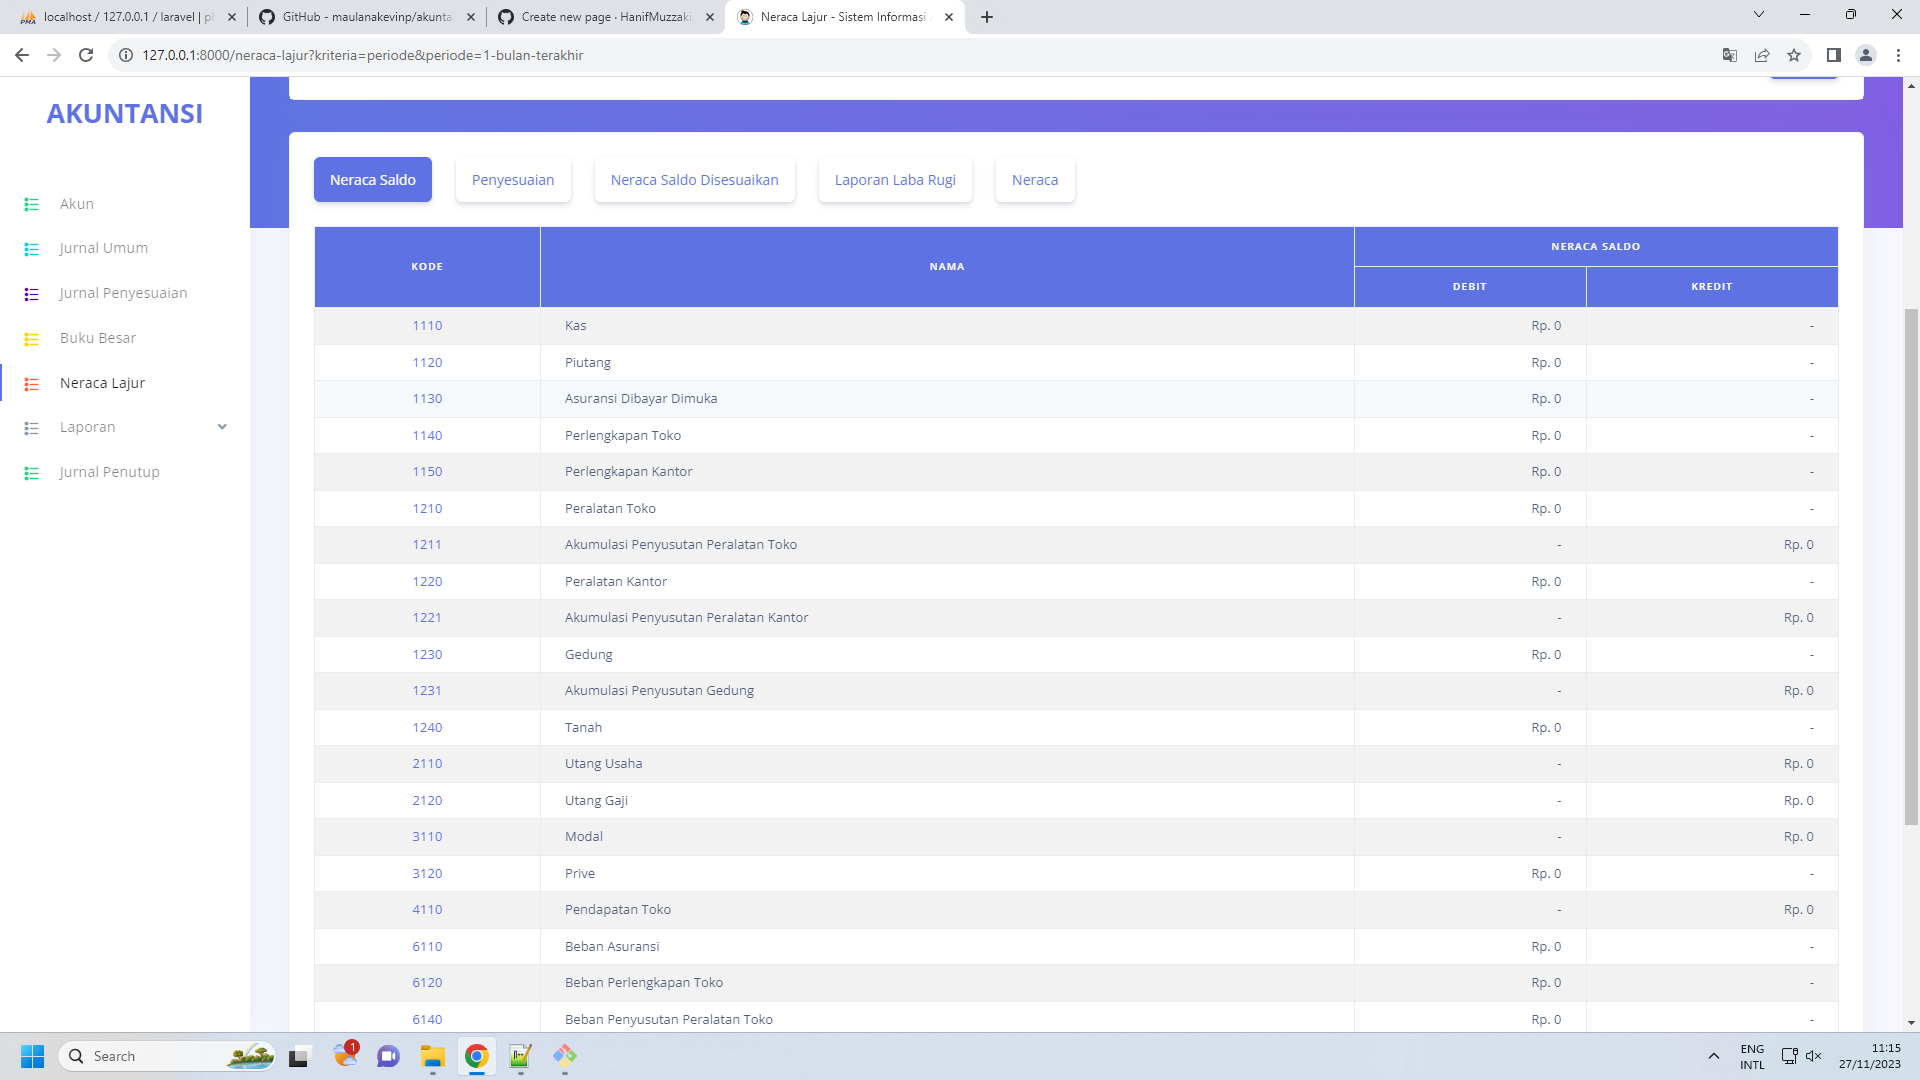 localhost / 127.0.0.1 / laravel | p
GitHub - maulanakevinp/akunta
Create new page · HanifMuzzaki
Neraca Lajur - Sistem Informasi
127.0.0.1:8000/neraca-lajur?kriteria=periode&periode=1-bulan-terakhir
AKUNTANSI
Akun
Jurnal Umum
Jurnal Penyesuaian
Buku Besar
Neraca Lajur
Laporan
Jurnal Penutup
Neraca Saldo Penyesuaian Neraca Saldo Disesuaikan Laporan Laba Rugi Neraca
KODE NAMA NERACA SALDO
DEBIT KREDIT
1110 Kas Rp. 0 -
1120 Piutang Rp. 0 -
1130 Asuransi Dibayar Dimuka Rp. 0 -
1140 Perlengkapan Toko Rp. 0 -
1150 Perlengkapan Kantor Rp. 0 -
1210 Peralatan Toko Rp. 0 -
1211 Akumulasi Penyusutan Peralatan Toko - Rp. 0
1220 Peralatan Kantor Rp. 0 -
1221 Akumulasi Penyusutan Peralatan Kantor - Rp. 0
1230 Gedung Rp. 0 -
1231 Akumulasi Penyusutan Gedung - Rp. 0
1240 Tanah Rp. 0 -
2110 Utang Usaha - Rp. 0
2120 Utang Gaji - Rp. 0
3110 Modal - Rp. 0
3120 Prive Rp. 0 -
4110 Pendapatan Toko - Rp. 0
6110 Beban Asuransi Rp. 0 -
6120 Beban Perlengkapan Toko Rp. 0 -
6140 Beban Penyusutan Peralatan Toko Rp. 0 -
Search
1
ENG
INTL
11:15
27/11/2023